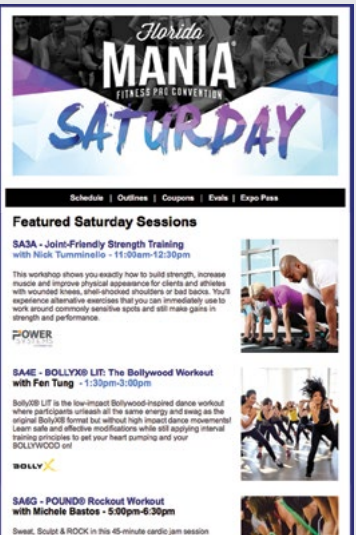 Florida
MANIA®
FITNESS PRO CONVENTION
SATURDAY
Schedule | Outlines | Coupons | Evals | Expo Pass
Featured Saturday Sessions
SA3A - Joint-Friendly Strength Training
with Nick Tumminello - 11:00am-12:30pm
This workshop shows you exactly how to build strength, increase
muscle and improve physical appearance for clients and athletes
with wounded knees, shell-shocked shoulders or bad backs. You'll
experience alternative exercises that you can immediately use to
work around commonly sensitive spots and still make gains in
strength and performance.
POWER
SYSTEMS
SA4E - BOLLYX® LIT: The Bollywood Workout
with Fen Tung - 1:30pm-3:00pm
BollyX® LIT is the low-impact Bollywood-inspired dance workout
where participants unleash all the same energy and swag as the
original BollyX® format but without high impact dance movements!
Learn safe and effective modifications while still applying interval
training principles to get your heart pumping and your
BOLLYWOOD on!
BOLLYX
SA6G - POUND® Rockout Workout
with Michele Bastos - 5:00pm-6:30pm
Sweat, Sculpt & ROCK in this 45-minute cardio jam session